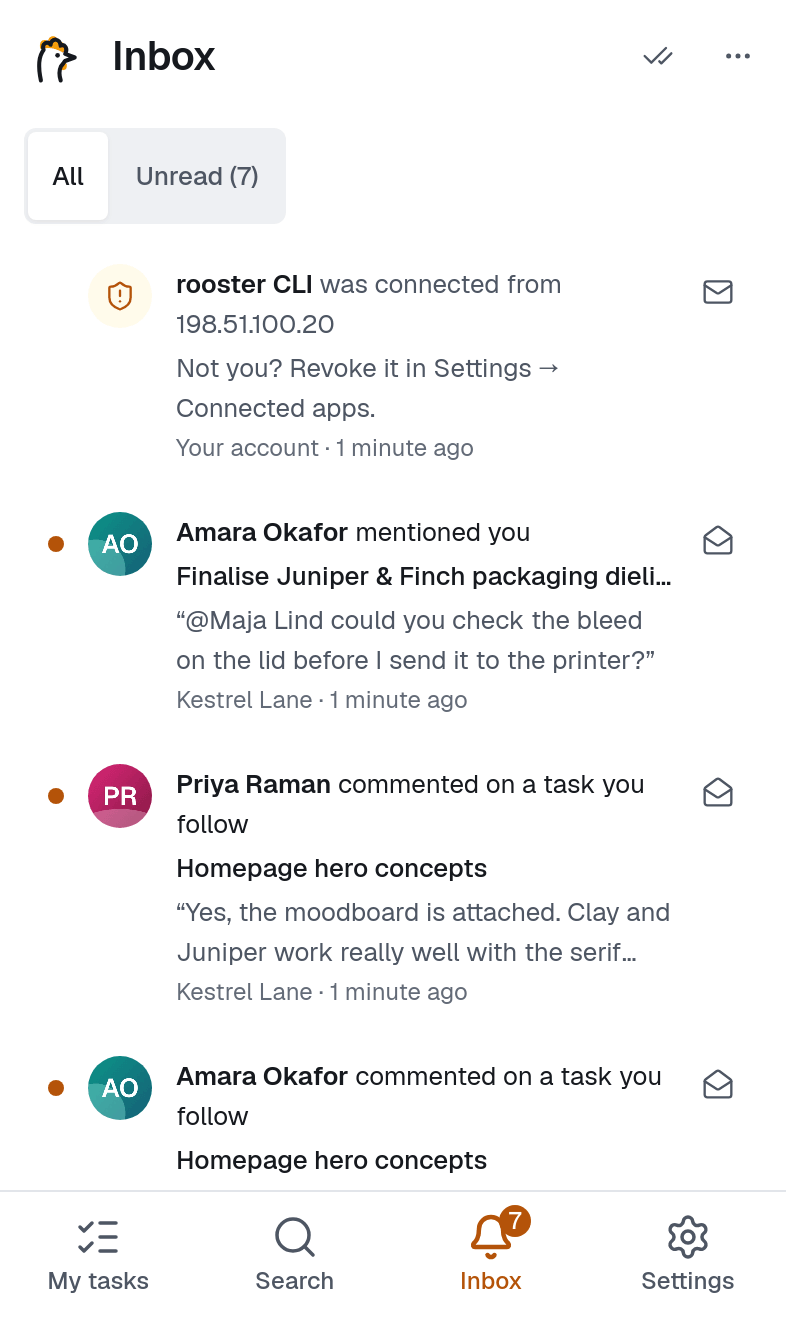 Inbox
All
Unread (7)
rooster CLI was connected from
198.51.100.20
Not you? Revoke it in Settings →
Connected apps.
Your account · 1 minute ago
AO
Amara Okafor mentioned you
Finalise Juniper & Finch packaging dieli…
“@Maja Lind could you check the bleed
on the lid before I send it to the printer?”
Kestrel Lane · 1 minute ago
PR
Priya Raman commented on a task you
follow
Homepage hero concepts
“Yes, the moodboard is attached. Clay and
Juniper work really well with the serif…
Kestrel Lane · 1 minute ago
AO
Amara Okafor commented on a task you
follow
Homepage hero concepts
7
My tasks
Search
Inbox
Settings